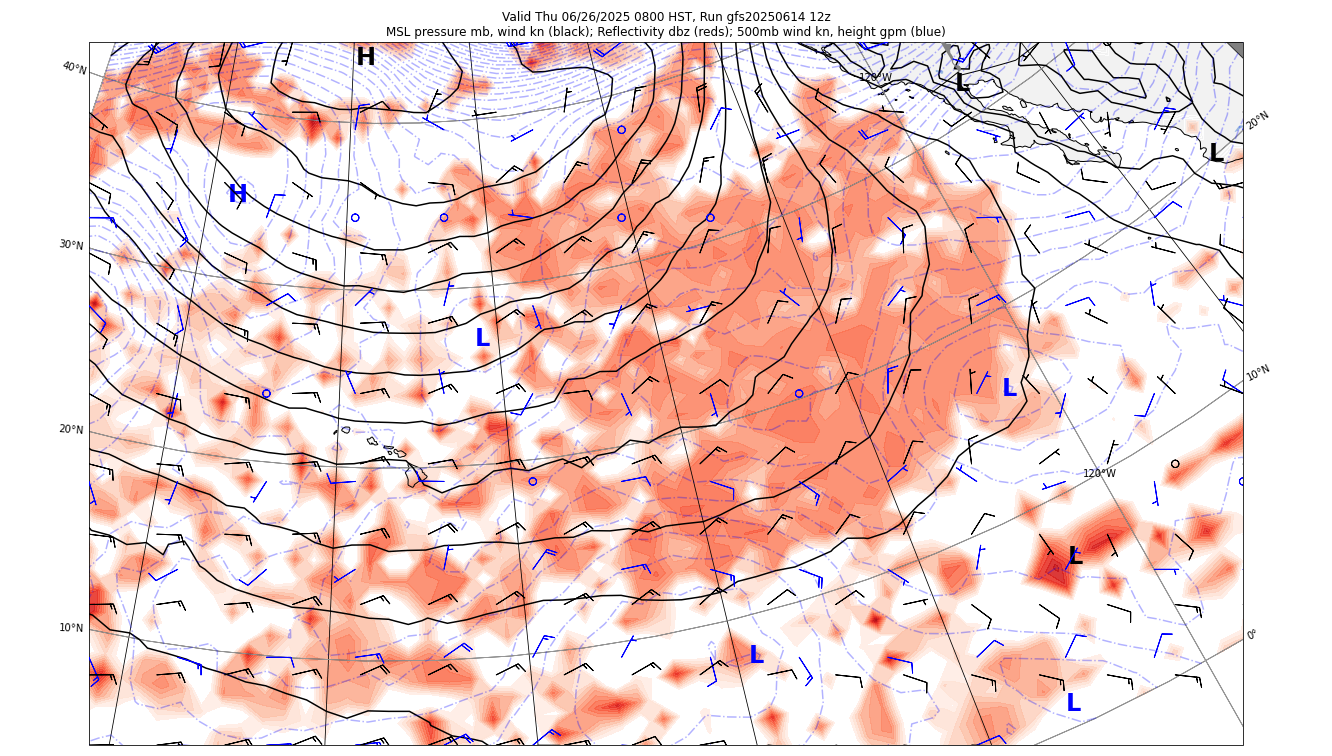 Valid Thu 06/26/2025 0800 HST, Run gfs20250614 12z
MSL pressure mb, wind kn (black); Reflectivity dbz (reds); 500mb wind kn, height gpm (blue)
H
40°N
120°W
L
20°N
L
H
30°N
L
10°N
L
20°N
120°W
L
10°N
0°
L
L